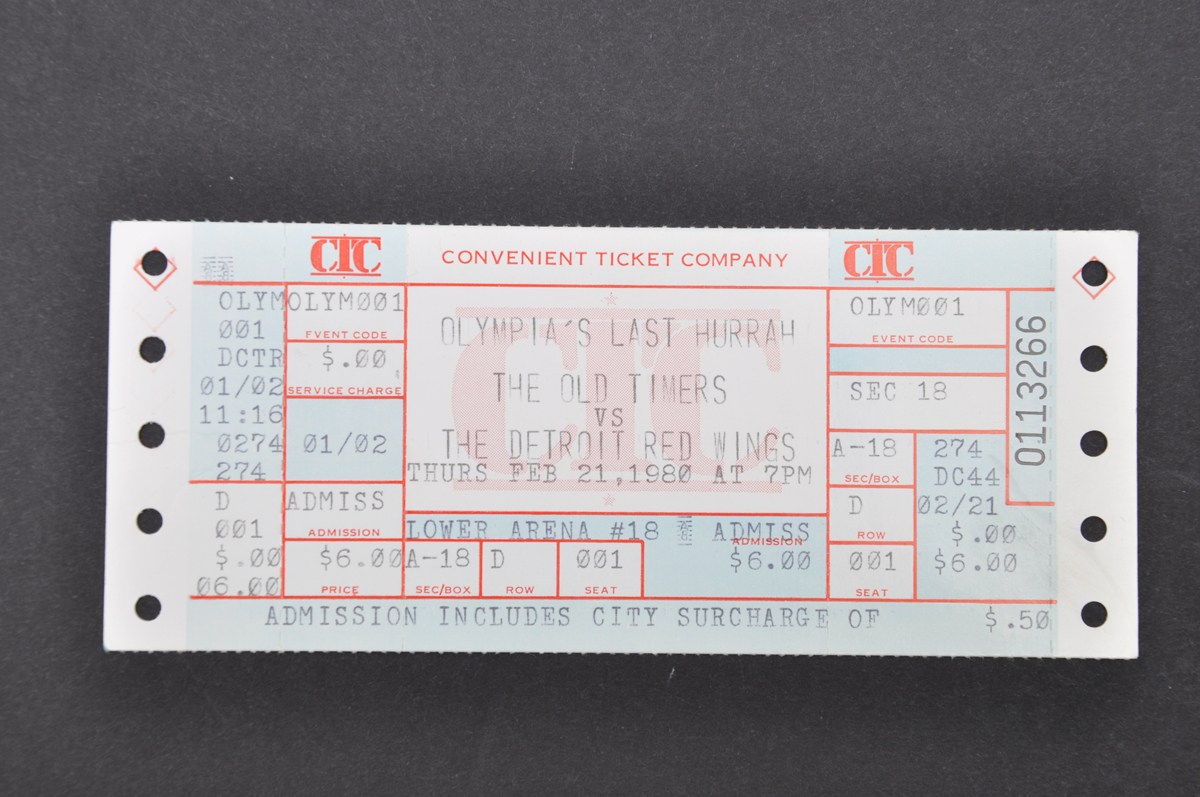 CTC CONVENIENT TICKET COMPANY CTC
OLYM
001
DCTR
01/02
11:16
0274
274
D
001
$.00
06.00
OLYM001
EVENT CODE
$.00
SERVICE CHARGE
01/02
ADMISS
ADMISSION
$6.00
PRICE
CTC
OLYMPIA'S LAST HURRAH
THE OLD TIMERS
VS
THE DETROIT RED WINGS
THURS FEB 21,1980 AT 7PM
LOWER ARENA #18 ADMISS
ADMISSION
A-18 D 001 $6.00
SEC/BOX ROW SEAT
OLYM001
EVENT CODE
SEC 18
A-18
SEC/BOX
D
ROW
001
SEAT
274
DC44
02/21
$.00
$6.00
0113266
ADMISSION INCLUDES CITY SURCHARGE OF $.50